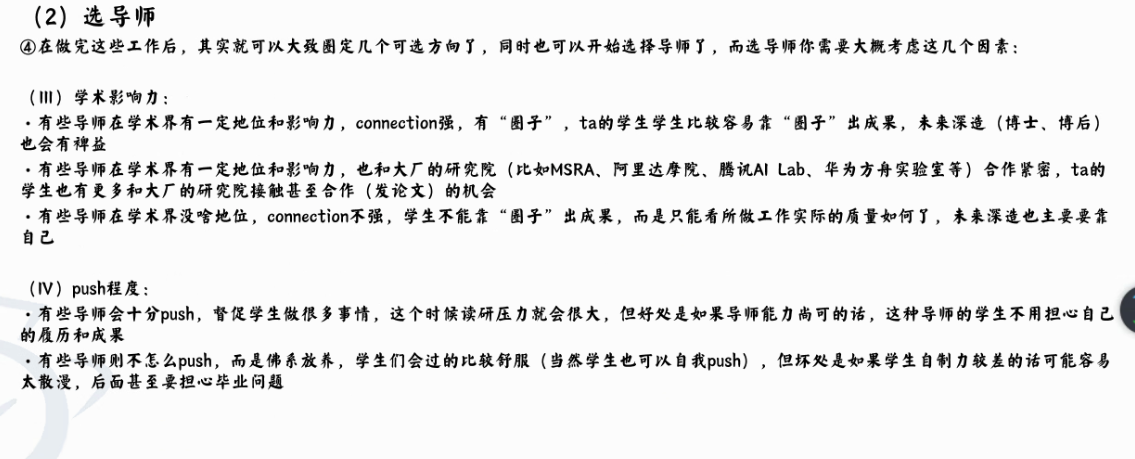 （2）选导师
④在做完这些工作后，其实就可以大致圈定几个可选方向了，同时也可以开始选择导师了，而选导师你需要大概考虑这几个因素：
（III）学术影响力：
·有些导师在学术界有一定地位和影响力，connection强，有“圈子”，ta的学生学生比较容易靠“圈子”出成果，未来深造（博士、博后）
也会有裨益
·有些导师在学术界有一定地位和影响力，也和大厂的研究院（比如MSRA、阿里达摩院、腾讯AI Lab、华为方舟实验室等）合作紧密，ta的
学生也有更多和大厂的研究院接触甚至合作（发论文）的机会
·有些导师在学术界没啥地位，connection不强，学生不能靠“圈子”出成果，而是只能看所做工作实际的质量如何了，未来深造也主要要靠
自己
（IV）push程度：
·有些导师会十分push，督促学生做很多事情，这个时候读研压力就会很大，但好处是如果导师能力尚可的话，这种导师的学生不用担心自己
的履历和成果
·有些导师则不怎么push，而是佛系放养，学生们会过的比较舒服（当然学生也可以自我push），但坏处是如果学生自制力较差的话可能容易
太散漫，后面甚至要担心毕业问题